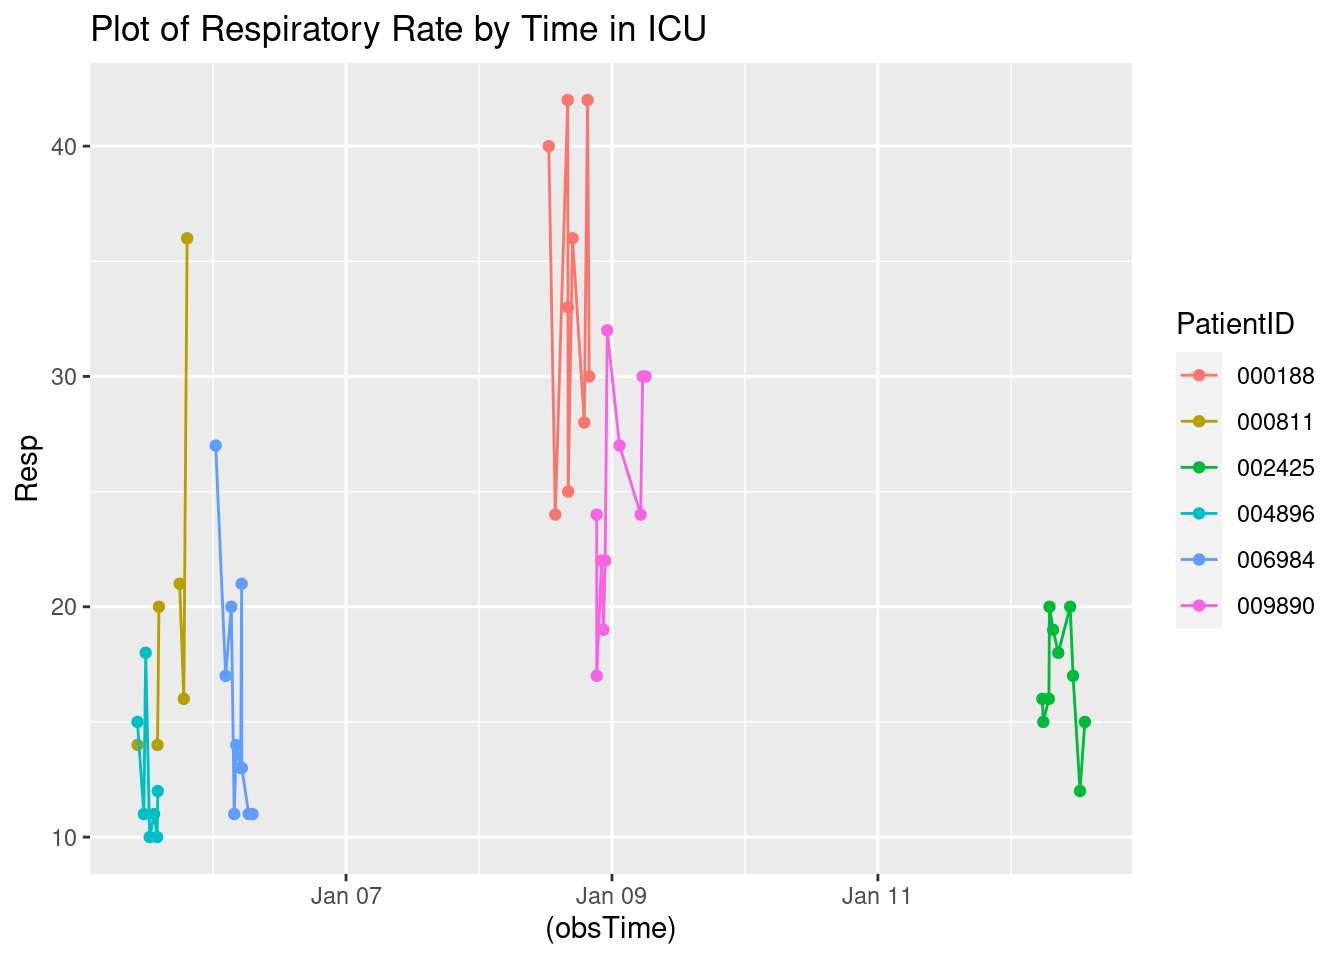 Plot of Respiratory Rate by Time in ICU
Resp
40
30
20
10
Jan 07 Jan 09 Jan 11
(obsTime)
PatientID
000188
000811
002425
004896
006984
009890